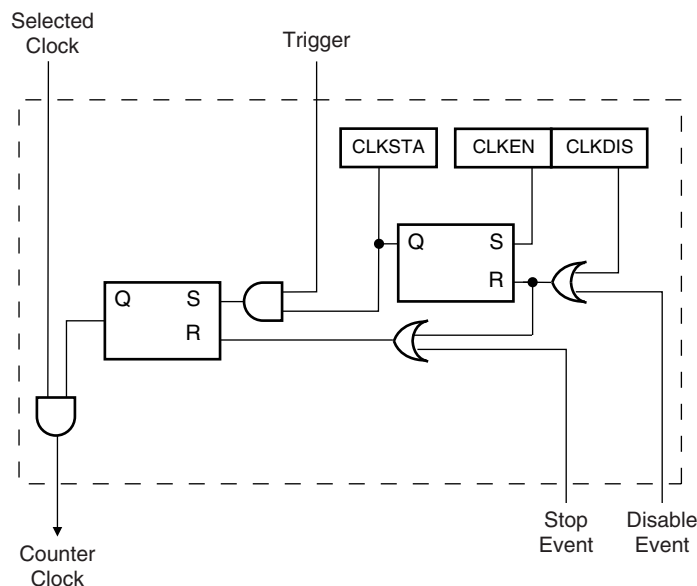 Selected
Clock
Trigger
CLKSTA
CLKEN
CLKDIS
Q
S
R
Q
S
R
Stop
Event
Disable
Event
Counter
Clock